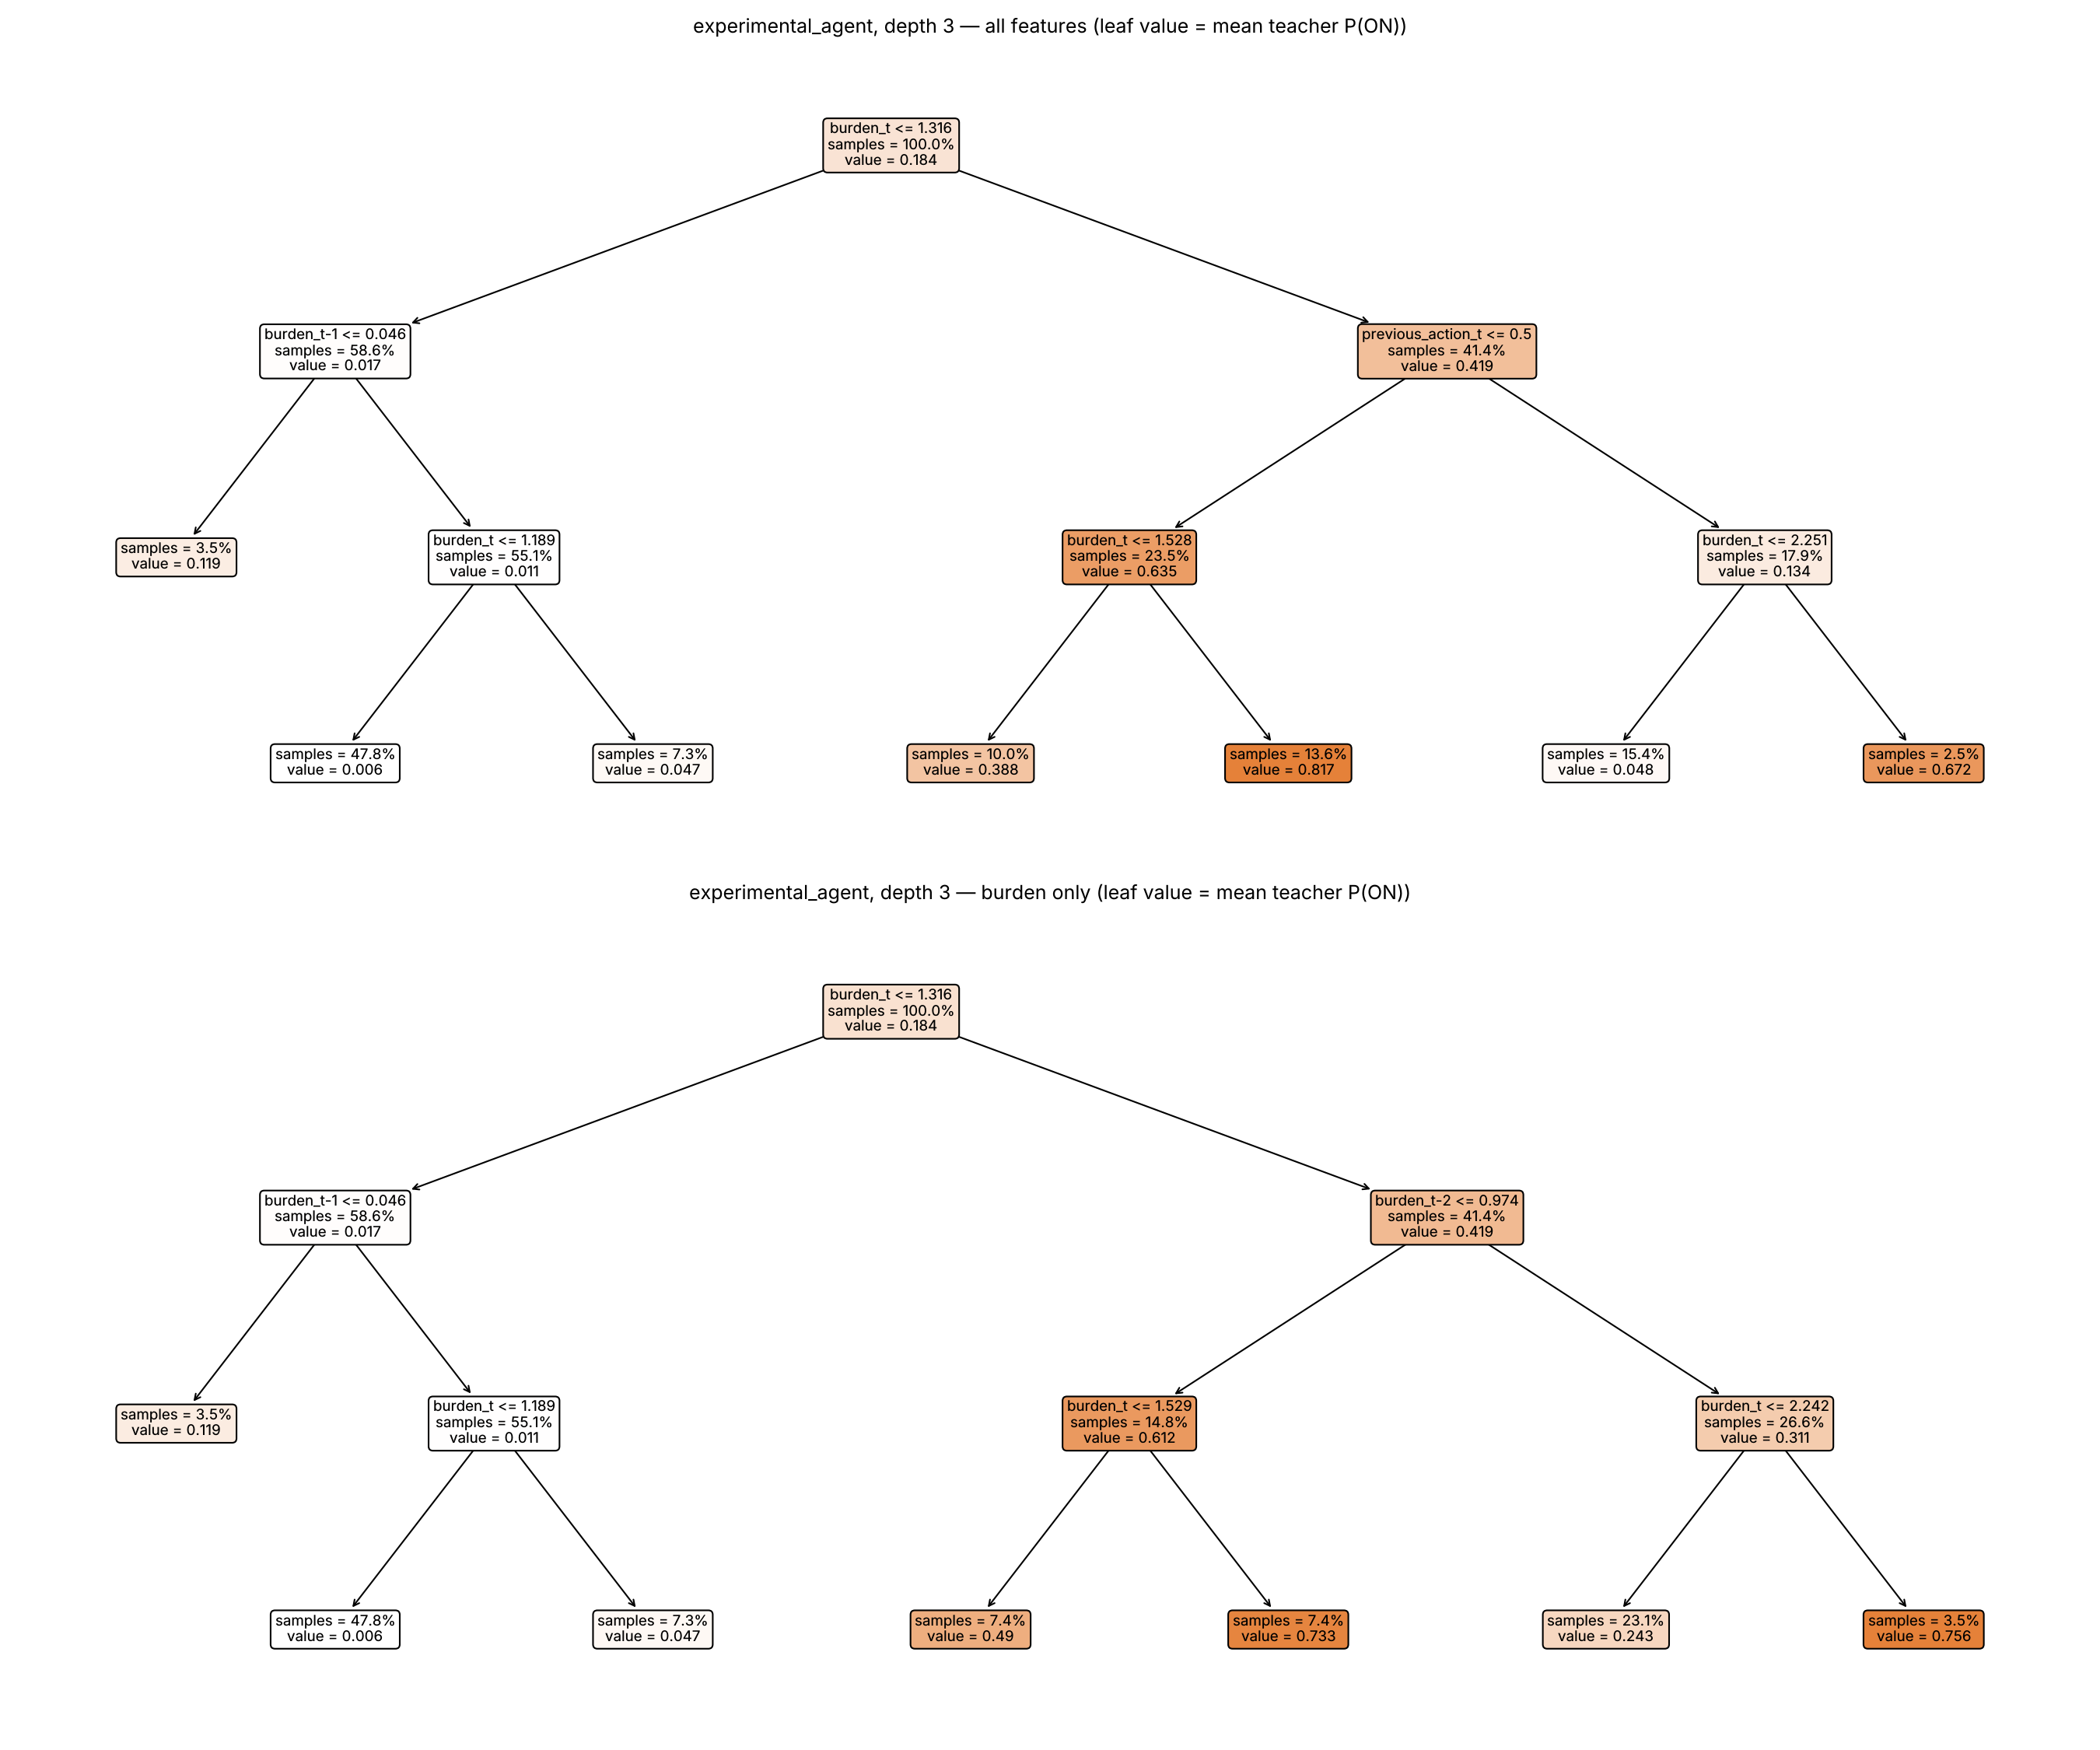 experimental_agent, depth 3 — all features (leaf value = mean teacher P(ON))
burden_t <= 1.316
samples = 100.0%
value = 0.184
burden_t-1 <= 0.046
samples = 58.6%
value = 0.017
previous_action_t <= 0.5
samples = 41.4%
value = 0.419
samples = 3.5%
value = 0.119
burden_t <= 1.189
samples = 55.1%
value = 0.011
burden_t <= 1.528
samples = 23.5%
value = 0.635
burden_t <= 2.251
samples = 17.9%
value = 0.134
samples = 47.8%
value = 0.006
samples = 7.3%
value = 0.047
samples = 10.0%
value = 0.388
samples = 13.6%
value = 0.817
samples = 15.4%
value = 0.048
samples = 2.5%
value = 0.672
experimental_agent, depth 3 — burden only (leaf value = mean teacher P(ON))
burden_t <= 1.316
samples = 100.0%
value = 0.184
burden_t-1 <= 0.046
samples = 58.6%
value = 0.017
burden_t-2 <= 0.974
samples = 41.4%
value = 0.419
samples = 3.5%
value = 0.119
burden_t <= 1.189
samples = 55.1%
value = 0.011
burden_t <= 1.529
samples = 14.8%
value = 0.612
burden_t <= 2.242
samples = 26.6%
value = 0.311
samples = 47.8%
value = 0.006
samples = 7.3%
value = 0.047
samples = 7.4%
value = 0.49
samples = 7.4%
value = 0.733
samples = 23.1%
value = 0.243
samples = 3.5%
value = 0.756